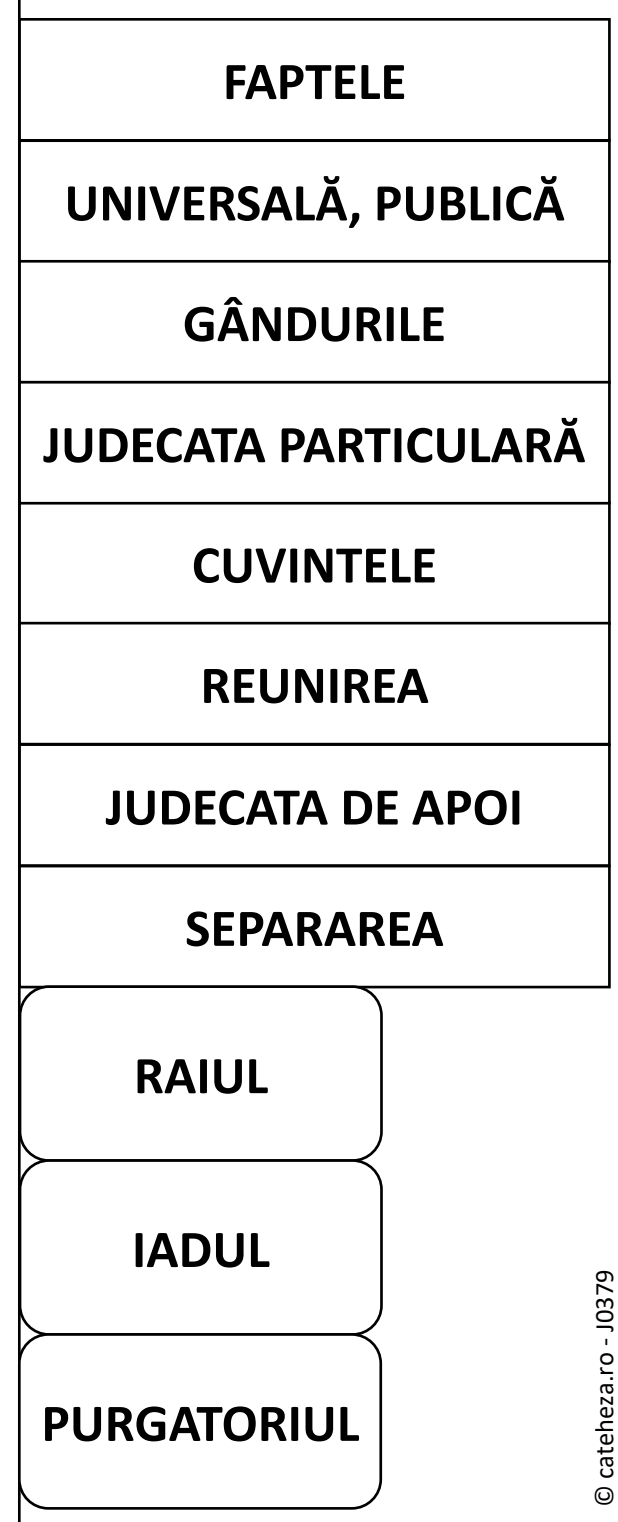 FAPTELE
UNIVERSALĂ, PUBLICĂ
GÂNDURILE
JUDECATA PARTICULARĂ
CUVINTELE
REUNIREA
JUDECATA DE APOI
SEPARAREA
RAIUL
IADUL
PURGATORIUL
© cateheza.ro - J0379